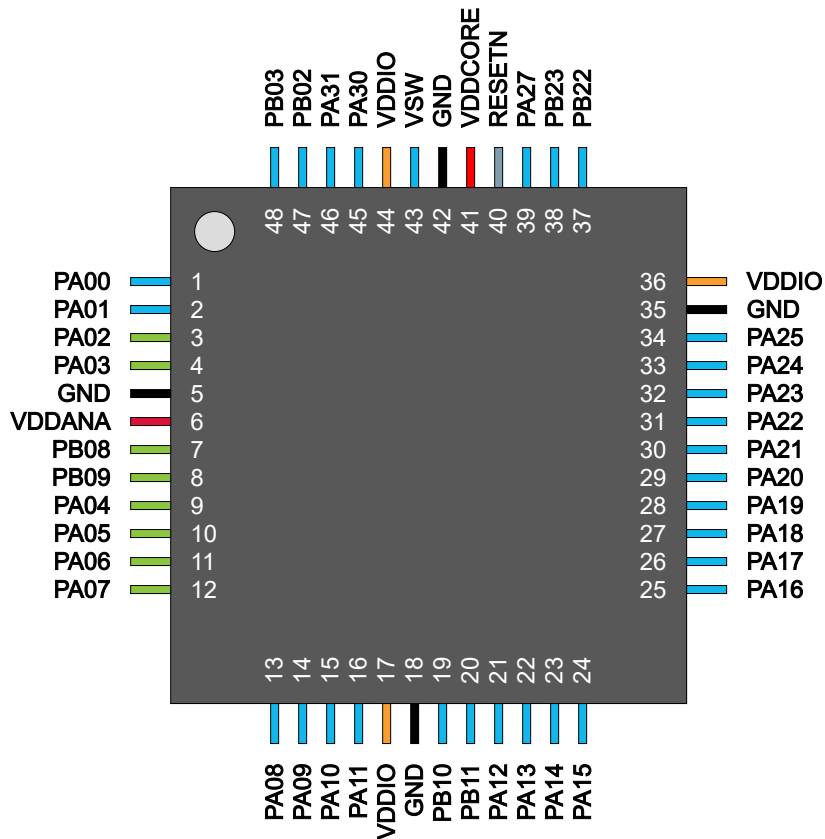 PB03 PB02 PA31 PA30 VDDIO VSW GND VDDCORE RESETN PA27 PB23 PB22
48 47 46 45 44 43 42 41 40 39 38 37
PA00 1 36 VDDIO
PA01 2 35 GND
PA02 3 34 PA25
PA03 4 33 PA24
GND 5 32 PA23
VDDANA 6 31 PA22
PB08 7 30 PA21
PB09 8 29 PA20
PA04 9 28 PA19
PA05 10 27 PA18
PA06 11 26 PA17
PA07 12 25 PA16
13 14 15 16 17 18 19 20 21 22 23 24
PA08 PA09 PA10 PA11 VDDIO GND PB10 PB11 PA12 PA13 PA14 PA15